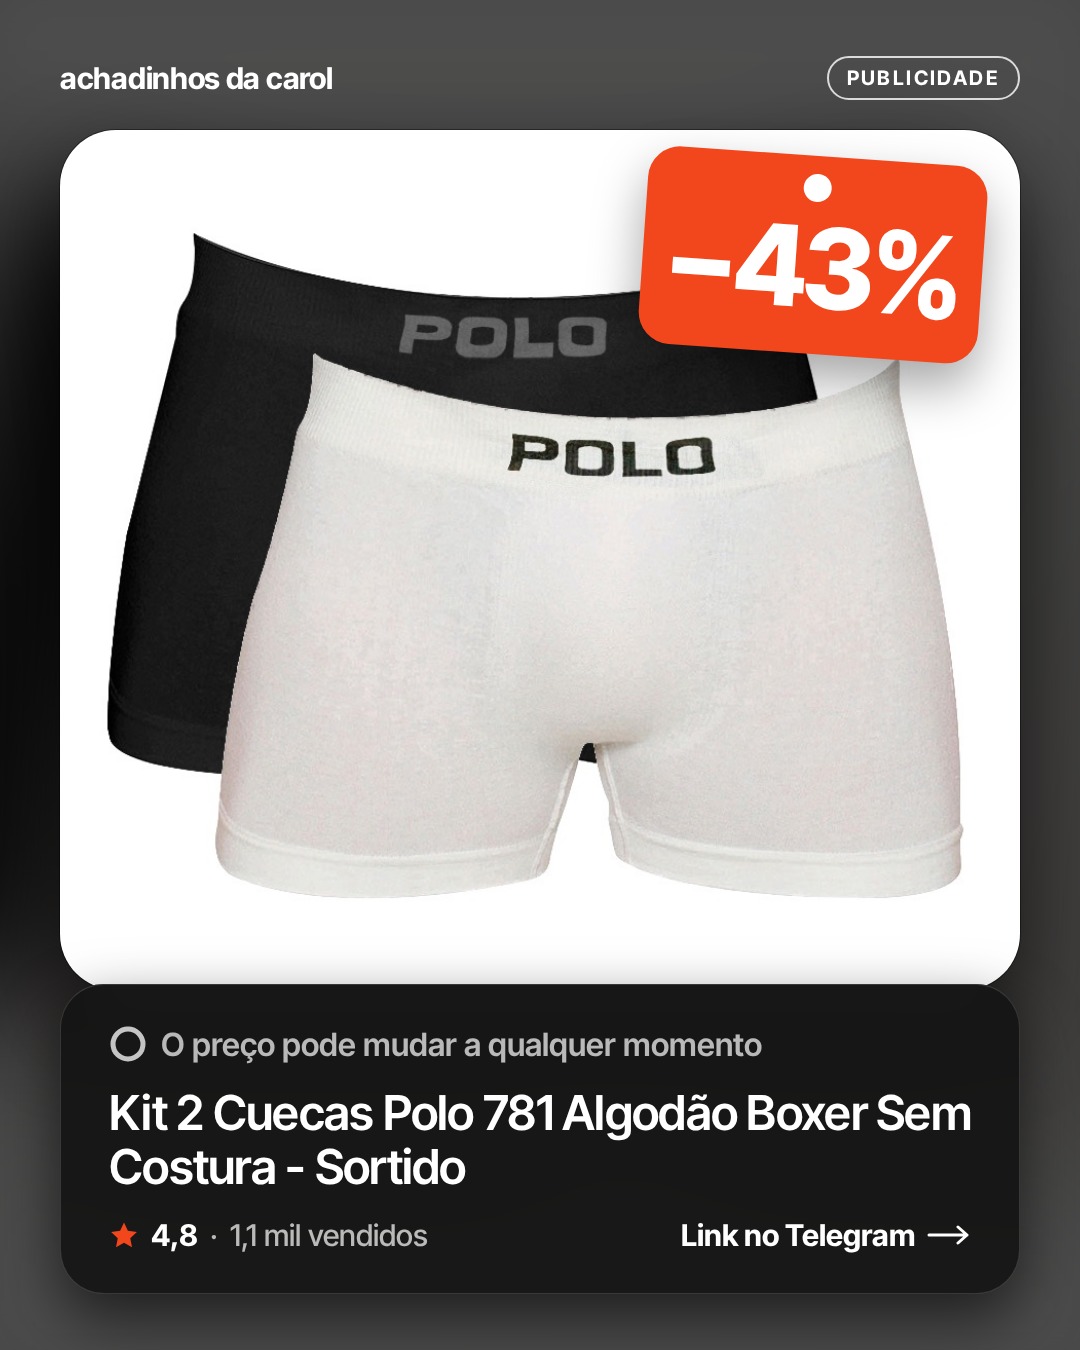 achadinhos da carol
PUBLICIDADE
–43%
POLO
POLO
O preço pode mudar a qualquer momento
Kit 2 Cuecas Polo 781 Algodão Boxer Sem
Costura - Sortido
4,8 · 1,1 mil vendidos
Link no Telegram →